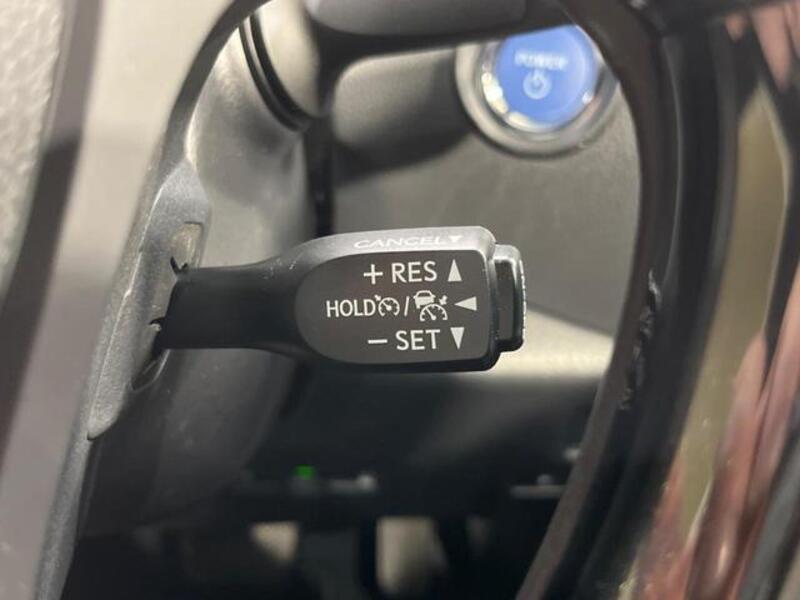 POWER
CANCEL▼
+ RES ▲
HOLD / ◀
− SET ▼